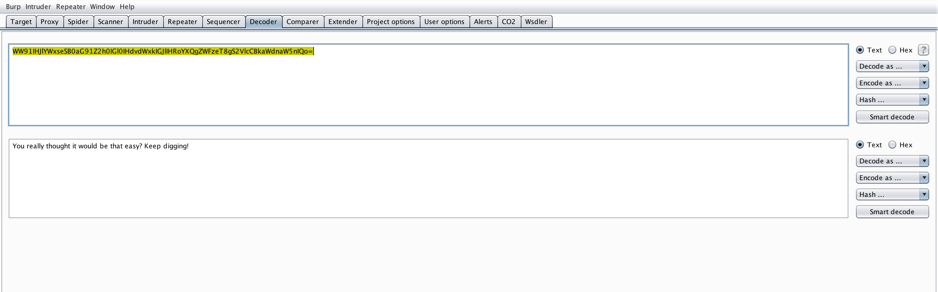 Burp Intruder Repeater Window Help
Target Proxy Spider Scanner Intruder Repeater Sequencer Decoder Comparer Extender Project options User options Alerts CO2 Wsdler
WW91IHJlYWxseSB0aG91Z2h0IGl0IHdvdWxkIGJlIHRoYXQgZWFzeT8gS2VlcCBkaWdnaW5nIQo=
Text Hex ?
Decode as ...
Encode as ...
Hash ...
Smart decode
You really thought it would be that easy? Keep digging!
Text Hex
Decode as ...
Encode as ...
Hash ...
Smart decode